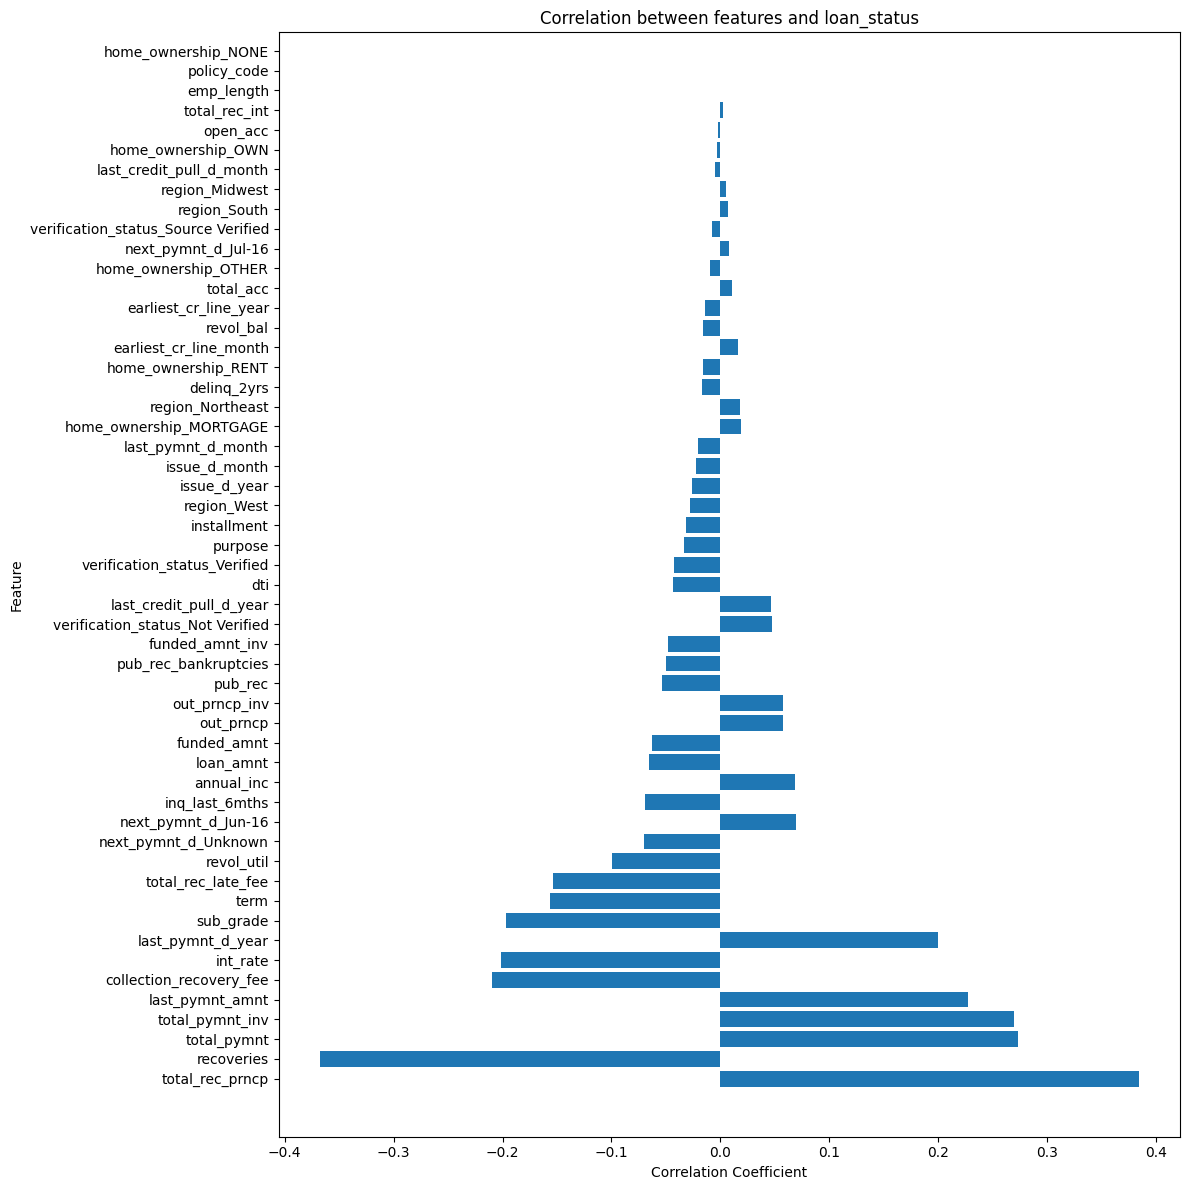 Correlation between features and loan_status
home_ownership_NONE
policy_code
emp_length
total_rec_int
open_acc
home_ownership_OWN
last_credit_pull_d_month
region_Midwest
region_South
verification_status_Source Verified
next_pymnt_d_Jul-16
home_ownership_OTHER
total_acc
earliest_cr_line_year
revol_bal
earliest_cr_line_month
home_ownership_RENT
delinq_2yrs
region_Northeast
home_ownership_MORTGAGE
last_pymnt_d_month
issue_d_month
issue_d_year
region_West
installment
purpose
verification_status_Verified
dti
last_credit_pull_d_year
verification_status_Not Verified
funded_amnt_inv
pub_rec_bankruptcies
pub_rec
out_prncp_inv
out_prncp
funded_amnt
loan_amnt
annual_inc
inq_last_6mths
next_pymnt_d_Jun-16
next_pymnt_d_Unknown
revol_util
total_rec_late_fee
term
sub_grade
last_pymnt_d_year
int_rate
collection_recovery_fee
last_pymnt_amnt
total_pymnt_inv
total_pymnt
recoveries
total_rec_prncp
Feature
−0.4 −0.3 −0.2 −0.1 0.0 0.1 0.2 0.3 0.4
Correlation Coefficient